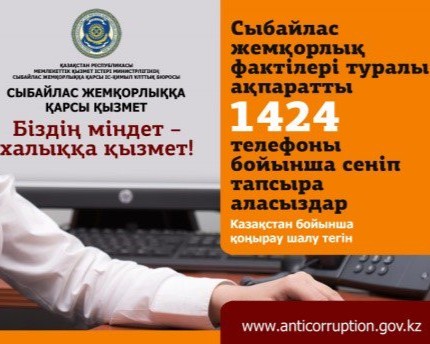 ҚАЗАҚСТАН РЕСПУБЛИКАСЫ
МЕМЛЕКЕТТІК ҚЫЗМЕТ ІСТЕРІ МИНИСТРЛІГІНІҢ
СЫБАЙЛАС ЖЕМҚОРЛЫҚҚА ҚАРСЫ ІС-ҚИМЫЛ ҰЛТТЫҚ БЮРОСЫ
СЫБАЙЛАС ЖЕМҚОРЛЫҚҚА
ҚАРСЫ ҚЫЗМЕТ
Біздің міндет –
халыққа қызмет!
Сыбайлас
жемқорлық
фактілері туралы
ақпаратты
1424
телефоны
бойынша сеніп
тапсыра
аласыздар
Казақстан бойынша
қоңырау шалу тегін
www.anticorruption.gov.kz